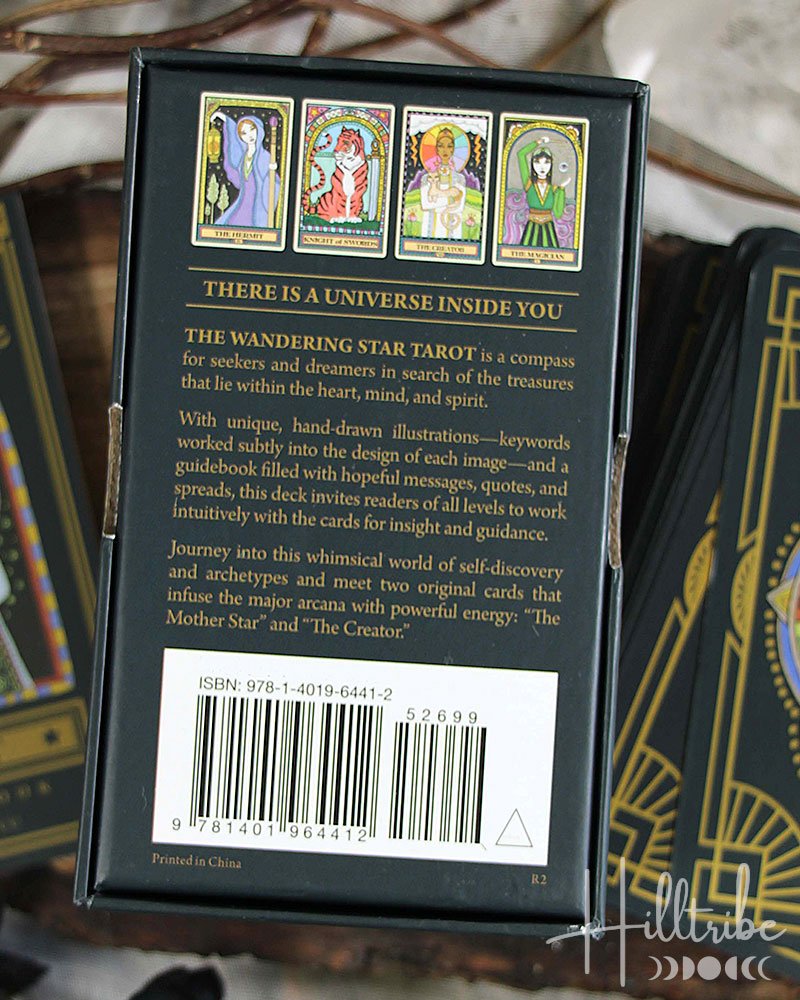 THE HERMIT
KNIGHT of SWORDS
THE CREATOR
THE MAGICIAN
THERE IS A UNIVERSE INSIDE YOU
THE WANDERING STAR TAROT is a compass
for seekers and dreamers in search of the treasures
that lie within the heart, mind, and spirit.
With unique, hand-drawn illustrations—keywords
worked subtly into the design of each image—and a
guidebook filled with hopeful messages, quotes, and
spreads, this deck invites readers of all levels to work
intuitively with the cards for insight and guidance.
Journey into this whimsical world of self-discovery
and archetypes and meet two original cards that
infuse the major arcana with powerful energy: “The
Mother Star” and “The Creator.”
ISBN: 978-1-4019-6441-2
52699
9 781401 964412
Printed in China
R2
Hilltribe